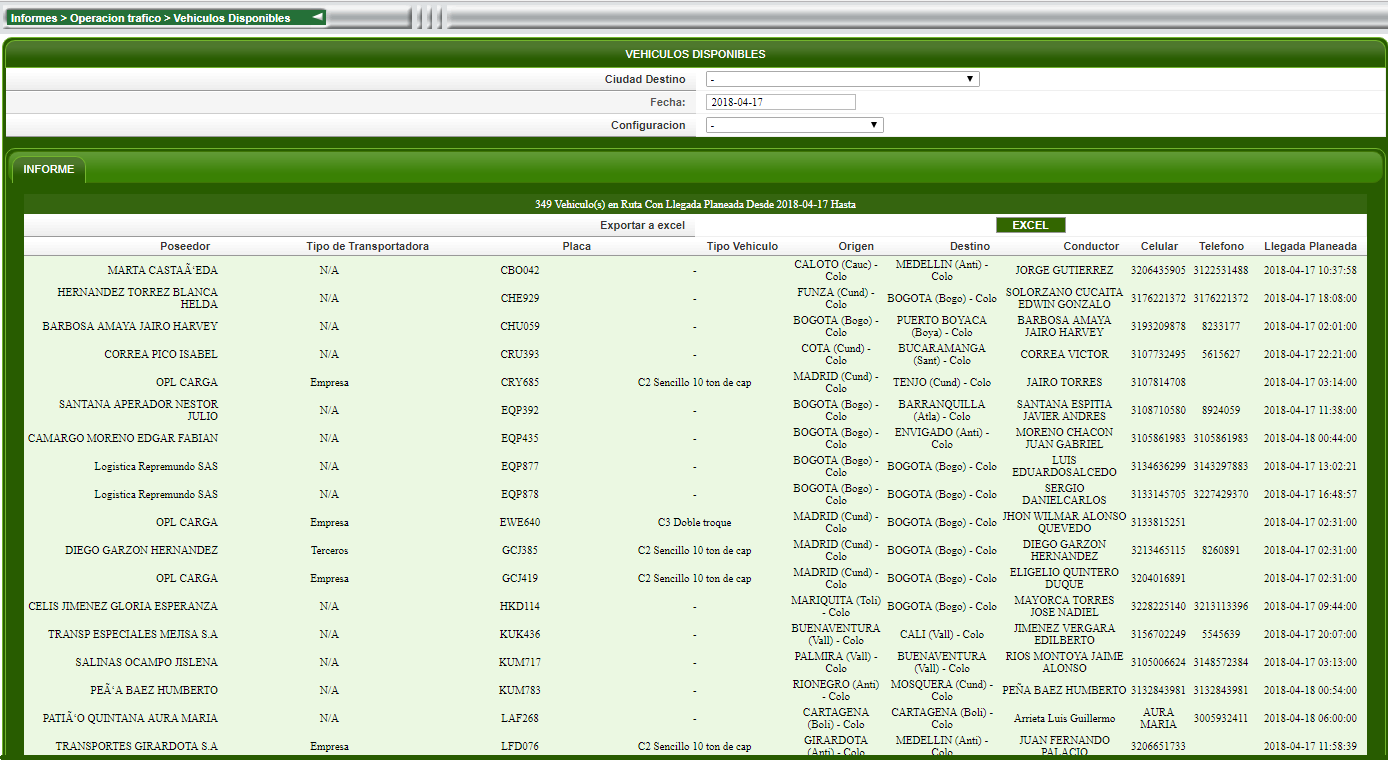 Informes > Operacion trafico > Vehiculos Disponibles
VEHICULOS DISPONIBLES
Ciudad Destino -
Fecha: 2018-04-17
Configuracion -
INFORME
349 Vehiculo(s) en Ruta Con Llegada Planeada Desde 2018-04-17 Hasta
Exportar a excel EXCEL
Poseedor Tipo de Transportadora Placa Tipo Vehiculo Origen Destino Conductor Celular Telefono Llegada Planeada
MARTA CASTAÃ‘EDA N/A CBO042 - CALOTO (Cauc) - Colo MEDELLIN (Anti) - Colo JORGE GUTIERREZ 3206435905 3122531488 2018-04-17 10:37:58
HERNANDEZ TORREZ BLANCA HELDA N/A CHE929 - FUNZA (Cund) - Colo BOGOTA (Bogo) - Colo SOLORZANO CUCAITA EDWIN GONZALO 3176221372 3176221372 2018-04-17 18:08:00
BARBOSA AMAYA JAIRO HARVEY N/A CHU059 - BOGOTA (Bogo) - Colo PUERTO BOYACA (Boya) - Colo BARBOSA AMAYA JAIRO HARVEY 3193209878 8233177 2018-04-17 02:01:00
CORREA PICO ISABEL N/A CRU393 - COTA (Cund) - Colo BUCARAMANGA (Sant) - Colo CORREA VICTOR 3107732495 5615627 2018-04-17 22:21:00
OPL CARGA Empresa CRY685 C2 Sencillo 10 ton de cap MADRID (Cund) - Colo TENJO (Cund) - Colo JAIRO TORRES 3107814708 2018-04-17 03:14:00
SANTANA APERADOR NESTOR JULIO N/A EQP392 - BOGOTA (Bogo) - Colo BARRANQUILLA (Atla) - Colo SANTANA ESPITIA JAVIER ANDRES 3108710580 8924059 2018-04-17 11:38:00
CAMARGO MORENO EDGAR FABIAN N/A EQP435 - BOGOTA (Bogo) - Colo ENVIGADO (Anti) - Colo MORENO CHACON JUAN GABRIEL 3105861983 3105861983 2018-04-18 00:44:00
Logistica Repremundo SAS N/A EQP877 - BOGOTA (Bogo) - Colo BOGOTA (Bogo) - Colo LUIS EDUARDOSALCEDO 3134636299 3143297883 2018-04-17 13:02:21
Logistica Repremundo SAS N/A EQP878 - BOGOTA (Bogo) - Colo BOGOTA (Bogo) - Colo SERGIO DANIELCARLOS 3133145705 3227429370 2018-04-17 16:48:57
OPL CARGA Empresa EWE640 C3 Doble troque MADRID (Cund) - Colo BOGOTA (Bogo) - Colo JHON WILMAR ALONSO QUEVEDO 3133815251 2018-04-17 02:31:00
DIEGO GARZON HERNANDEZ Terceros GCJ385 C2 Sencillo 10 ton de cap MADRID (Cund) - Colo BOGOTA (Bogo) - Colo DIEGO GARZON HERNANDEZ 3213465115 8260891 2018-04-17 02:31:00
OPL CARGA Empresa GCJ419 C2 Sencillo 10 ton de cap MADRID (Cund) - Colo BOGOTA (Bogo) - Colo ELIGELIO QUINTERO DUQUE 3204016891 2018-04-17 02:31:00
CELIS JIMENEZ GLORIA ESPERANZA N/A HKD114 - MARIQUITA (Toli) - Colo BOGOTA (Bogo) - Colo MAYORCA TORRES JOSE NADIEL 3228225140 3213113396 2018-04-17 09:44:00
TRANSP ESPECIALES MEJISA S.A N/A KUK436 - BUENAVENTURA (Vall) - Colo CALI (Vall) - Colo JIMENEZ VERGARA EDILBERTO 3156702249 5545639 2018-04-17 20:07:00
SALINAS OCAMPO JISLENA N/A KUM717 - PALMIRA (Vall) - Colo BUENAVENTURA (Vall) - Colo RIOS MONTOYA JAIME ALONSO 3105006624 3148572384 2018-04-17 03:13:00
PEÃ‘A BAEZ HUMBERTO N/A KUM783 - RIONEGRO (Anti) - Colo MOSQUERA (Cund) - Colo PEÑA BAEZ HUMBERTO 3132843981 3132843981 2018-04-18 00:54:00
PATIÃ‘O QUINTANA AURA MARIA N/A LAF268 - CARTAGENA (Boli) - Colo CARTAGENA (Boli) - Colo Arrieta Luis Guillermo AURA MARIA 3005932411 2018-04-18 06:00:00
TRANSPORTES GIRARDOTA S.A Empresa LFD076 C2 Sencillo 10 ton de cap GIRARDOTA (Anti) - Colo MEDELLIN (Anti) - Colo JUAN FERNANDO PALACIO 3206651733 2018-04-17 11:58:39